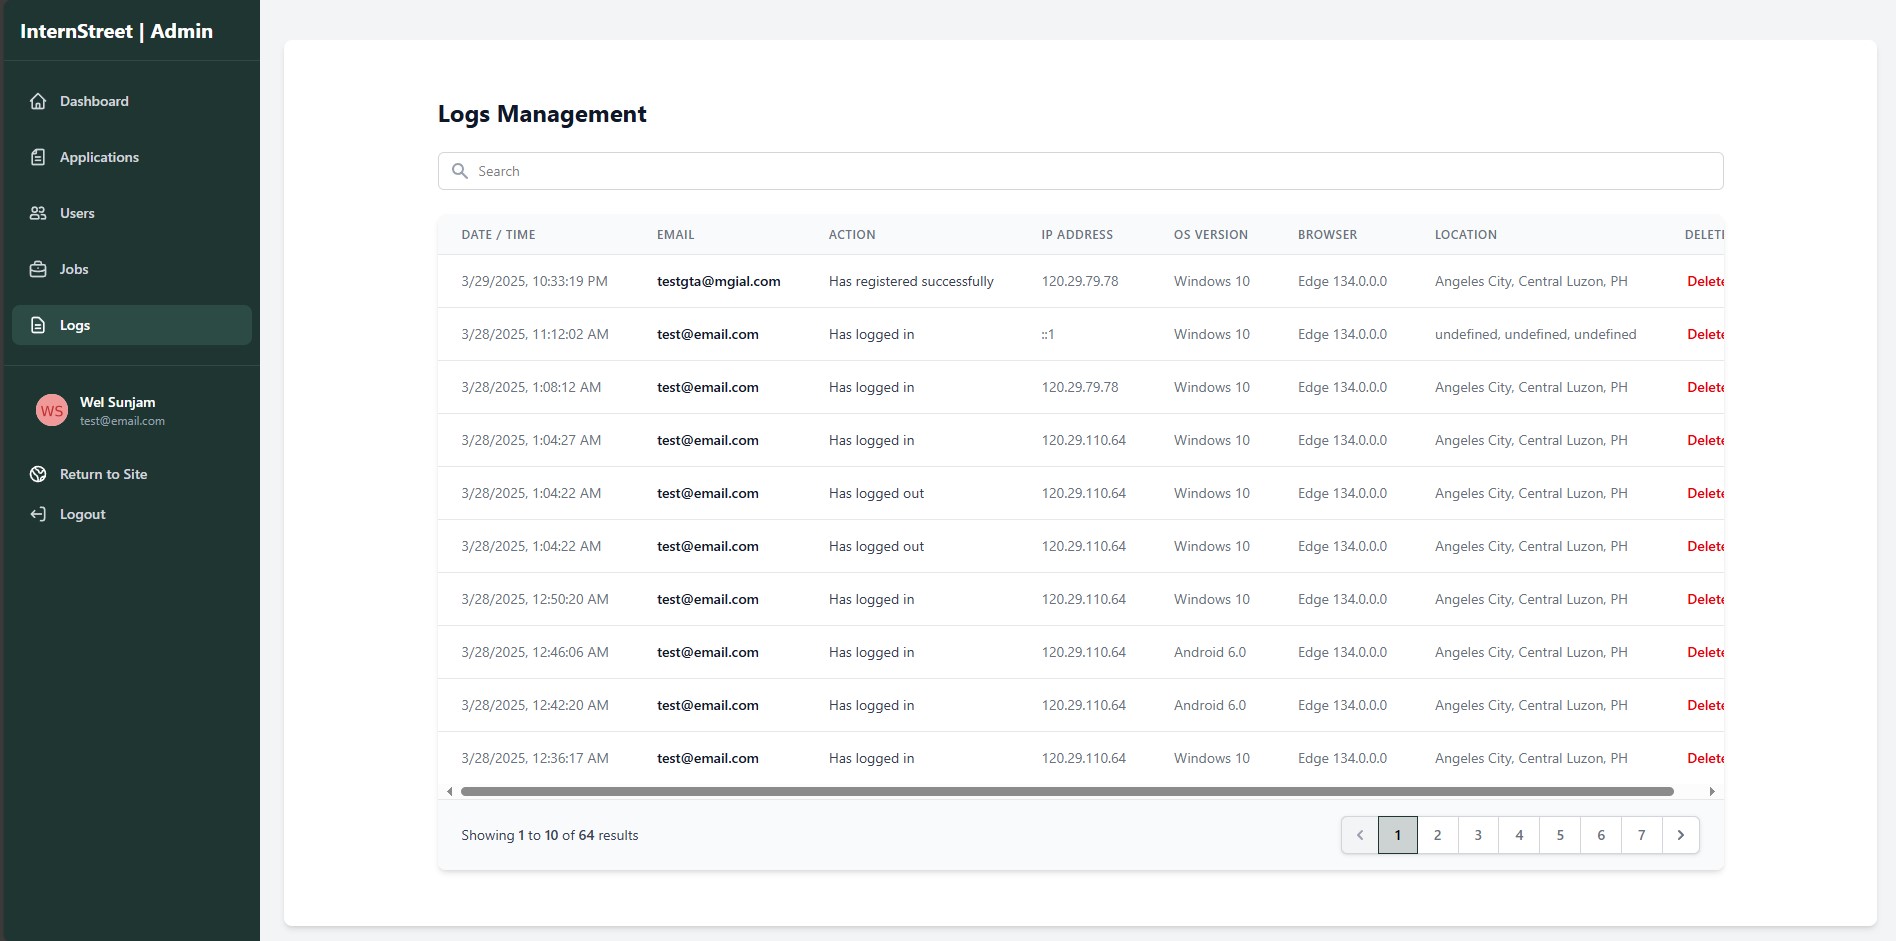 InternStreet | Admin
Dashboard
Applications
Users
Jobs
Logs
WS
Wel Sunjam
test@email.com
Return to Site
Logout
Logs Management
Search
DATE / TIME EMAIL ACTION IP ADDRESS OS VERSION BROWSER LOCATION DELETE
3/29/2025, 10:33:19 PM testgta@mgial.com Has registered successfully 120.29.79.78 Windows 10 Edge 134.0.0.0 Angeles City, Central Luzon, PH Delete
3/28/2025, 11:12:02 AM test@email.com Has logged in ::1 Windows 10 Edge 134.0.0.0 undefined, undefined, undefined Delete
3/28/2025, 1:08:12 AM test@email.com Has logged in 120.29.79.78 Windows 10 Edge 134.0.0.0 Angeles City, Central Luzon, PH Delete
3/28/2025, 1:04:27 AM test@email.com Has logged in 120.29.110.64 Windows 10 Edge 134.0.0.0 Angeles City, Central Luzon, PH Delete
3/28/2025, 1:04:22 AM test@email.com Has logged out 120.29.110.64 Windows 10 Edge 134.0.0.0 Angeles City, Central Luzon, PH Delete
3/28/2025, 1:04:22 AM test@email.com Has logged out 120.29.110.64 Windows 10 Edge 134.0.0.0 Angeles City, Central Luzon, PH Delete
3/28/2025, 12:50:20 AM test@email.com Has logged in 120.29.110.64 Windows 10 Edge 134.0.0.0 Angeles City, Central Luzon, PH Delete
3/28/2025, 12:46:06 AM test@email.com Has logged in 120.29.110.64 Android 6.0 Edge 134.0.0.0 Angeles City, Central Luzon, PH Delete
3/28/2025, 12:42:20 AM test@email.com Has logged in 120.29.110.64 Android 6.0 Edge 134.0.0.0 Angeles City, Central Luzon, PH Delete
3/28/2025, 12:36:17 AM test@email.com Has logged in 120.29.110.64 Windows 10 Edge 134.0.0.0 Angeles City, Central Luzon, PH Delete
Showing 1 to 10 of 64 results
1 2 3 4 5 6 7